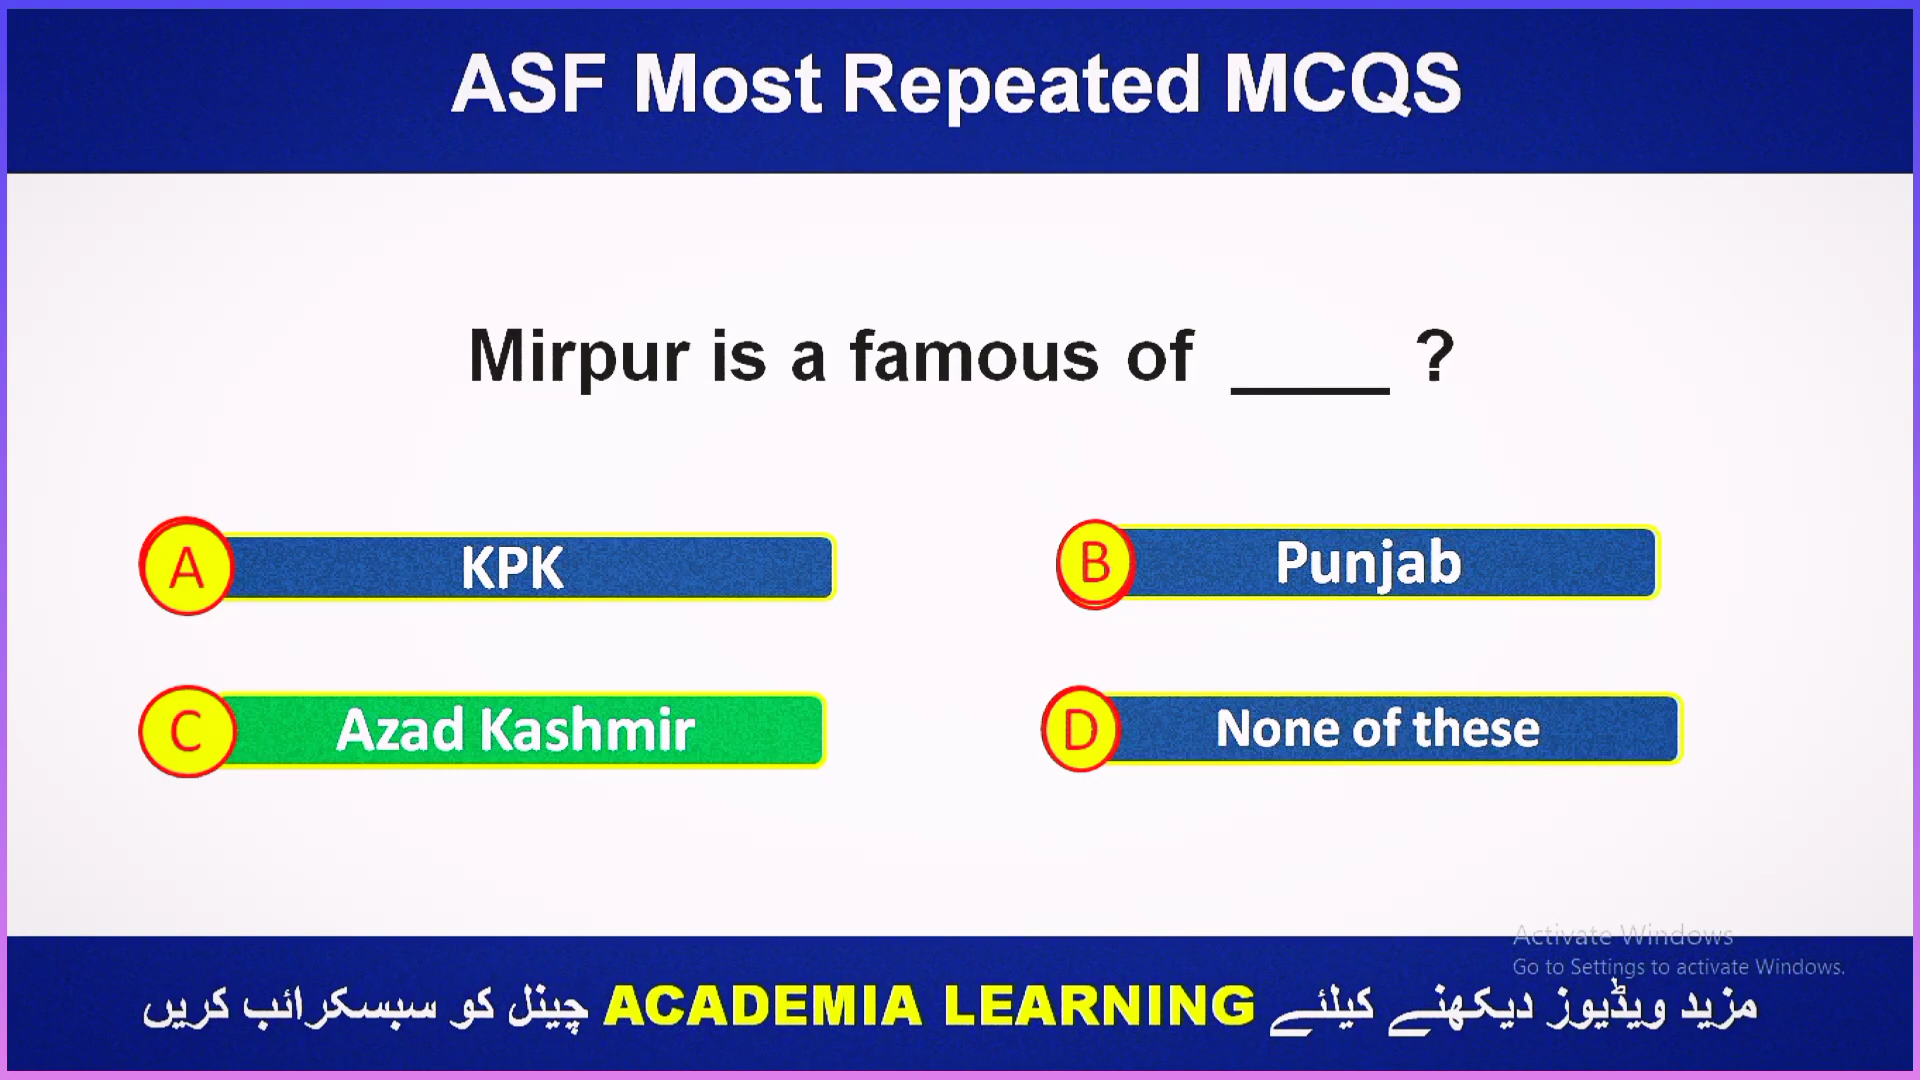 ASF Most Repeated MCQS
Mirpur is a famous of ____ ?
A KPK
B Punjab
C Azad Kashmir
D None of these
Activate Windows
Go to Settings to activate Windows.
مزید ویڈیوز دیکھنے کیلئے ACADEMIA LEARNING چینل کو سبسکرائب کریں